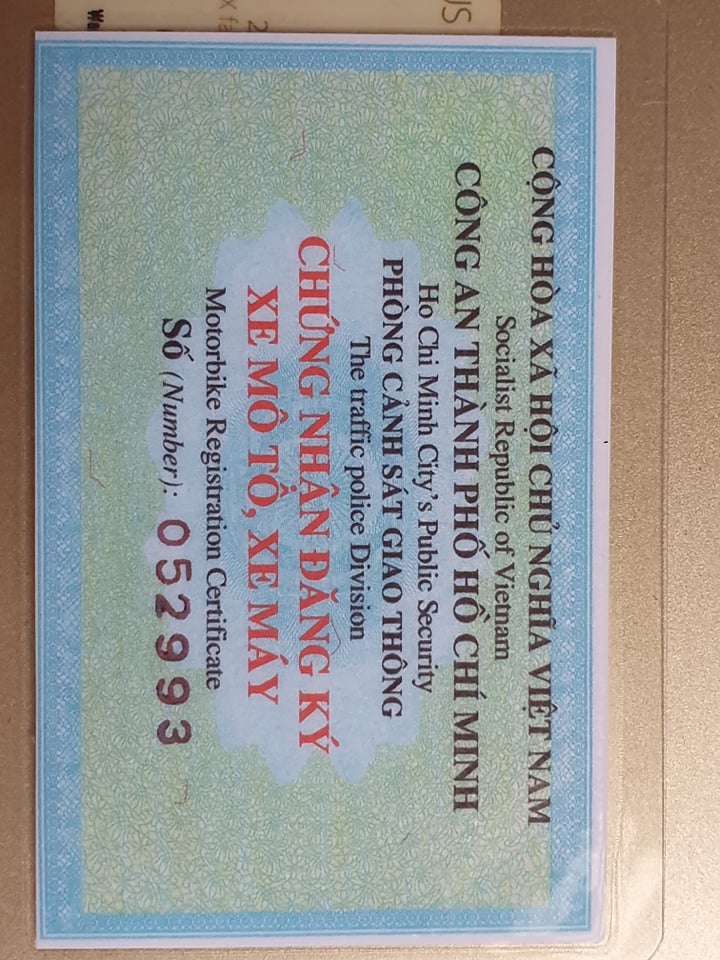 CỘNG HÒA XÃ HỘI CHỦ NGHĨA VIỆT NAM
Socialist Republic of Vietnam
CÔNG AN THÀNH PHỐ HỒ CHÍ MINH
Ho Chi Minh City's Public Security
PHÒNG CẢNH SÁT GIAO THÔNG
The traffic police Division
CHỨNG NHẬN ĐĂNG KÝ
XE MÔ TÔ, XE MÁY
Motorbike Registration Certificate
Số (Number): 052993